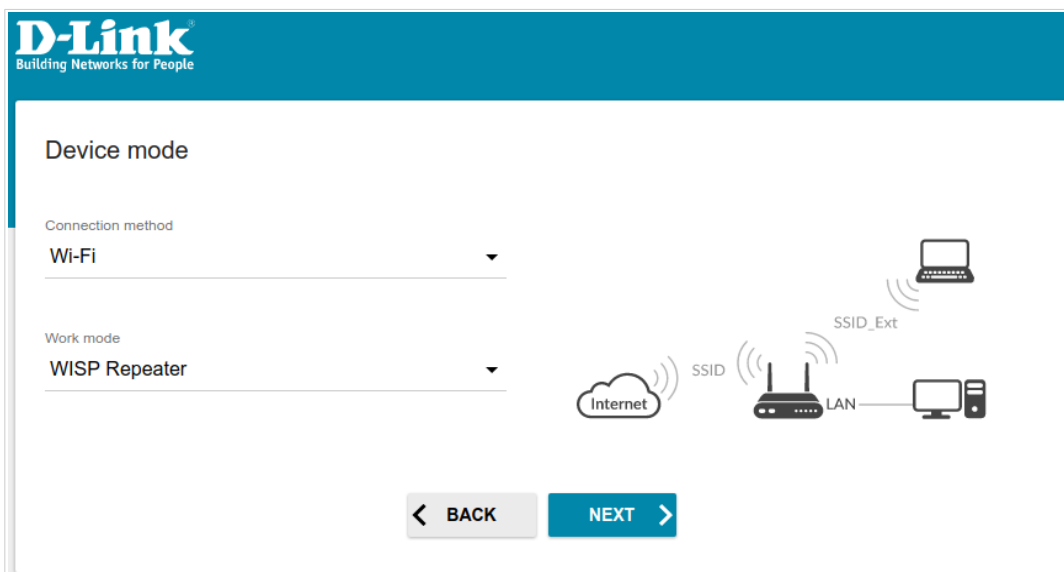 D-Link®
Building Networks for People
Device mode
Connection method
Wi-Fi
Work mode
WISP Repeater
SSID_Ext
SSID
Internet
LAN
BACK
NEXT